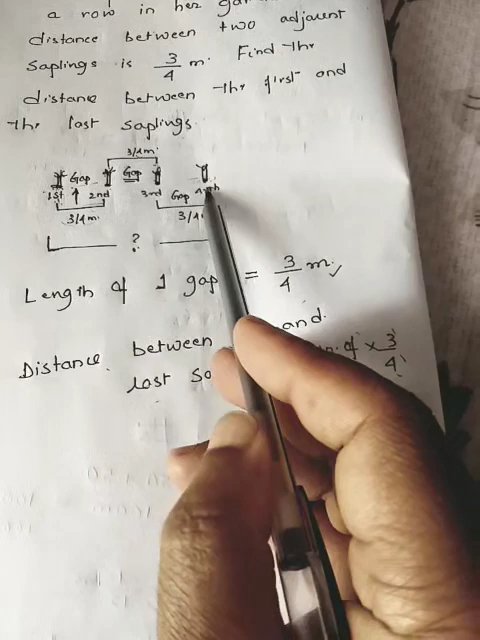 a row in her
distance between two adjacent
saplings is 3/4 m. Find the
distance between the first and
the last saplings.
3/4 m
Gap Gap
1st 2nd 3rd Gap 4th
3/4 m 3/4
?
Length of 1 gap = 3/4 m
Distance between and
last × 3/4